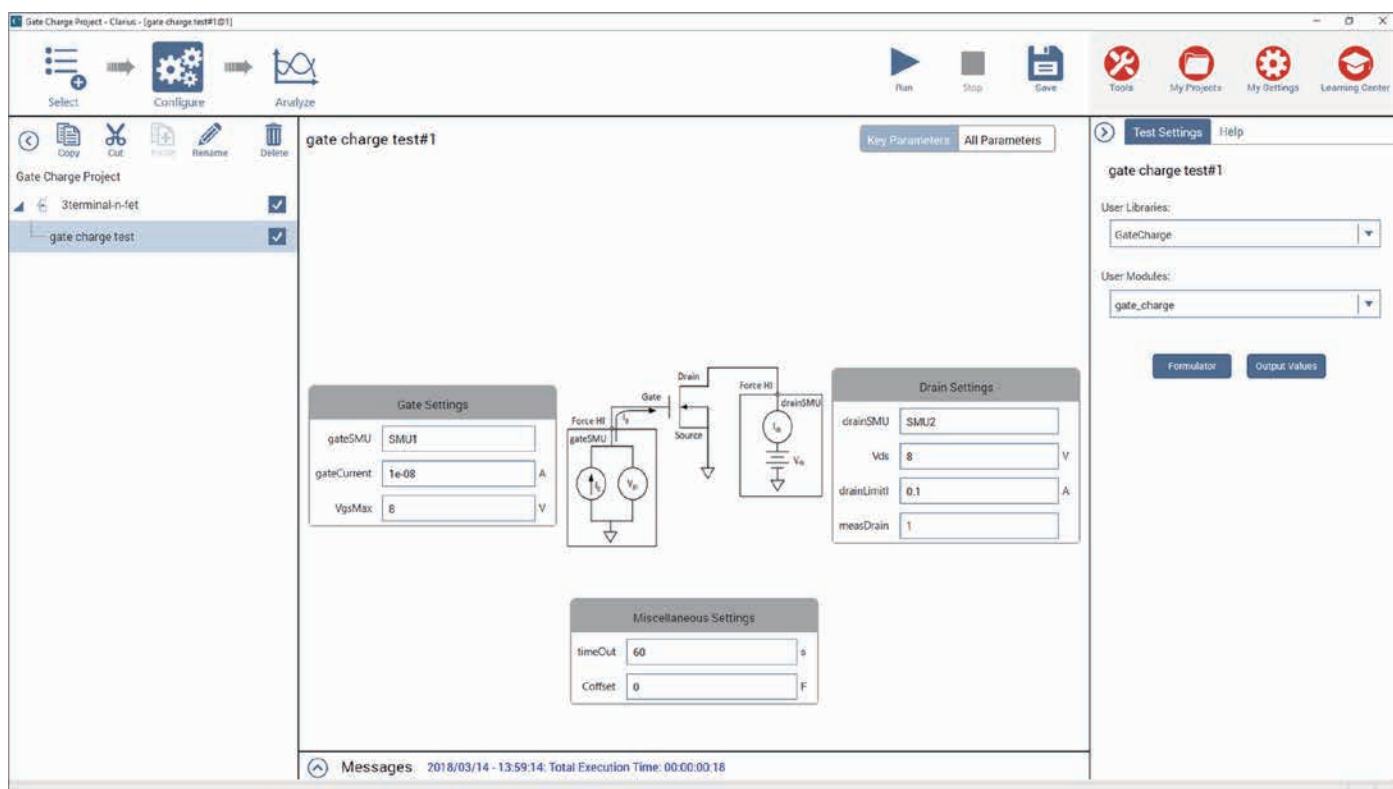 Gate Charge Project - Clarius - [gate charge test#1@1]
Select
Configure
Analyze
Run
Stop
Save
Tools
My Projects
My Settings
Learning Center
Copy
Cut
Paste
Rename
Delete
Gate Charge Project
3terminal-n-fet
gate charge test
gate charge test#1
Key Parameters
All Parameters
Gate Settings
gateSMU SMU1
gateCurrent 1e-08 A
VgsMax 8 V
Drain
Gate
Source
Force HI
gateSMU
Ig
Ig
Force HI
drainSMU
Drain Settings
drainSMU SMU2
Vds 8 V
drainLimitI 0.1 A
measDrain 1
Miscellaneous Settings
timeOut 60 s
Coffset 0 F
Messages 2018/03/14 - 13:59:14: Total Execution Time: 00:00:00:18
Test Settings
Help
gate charge test#1
User Libraries:
GateCharge
User Modules:
gate_charge
Formulator
Output Values